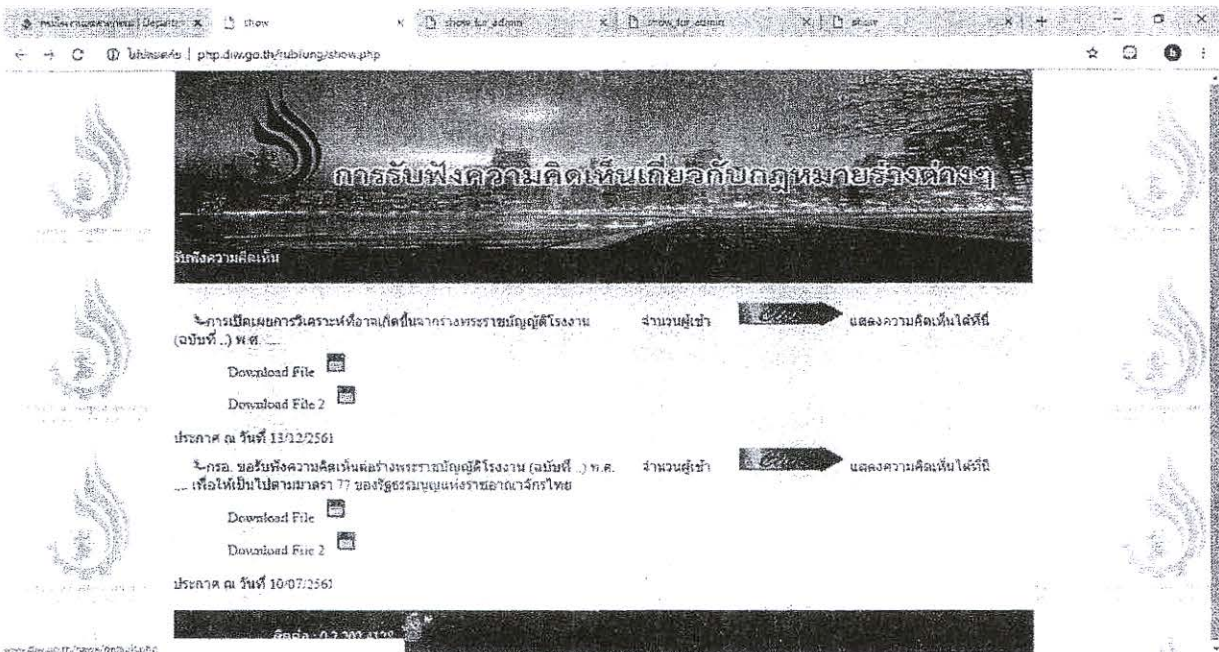 show
show_for_admin
show_for_admin
show
ไม่ปลอดภัย | php.diw.go.th/rubfung/show.php
การรับฟังความคิดเห็นเกี่ยวกับกฎหมายร่างต่างๆ
รับฟังความคิดเห็น
การเปิดเผยการวิเคราะห์ที่อาจเกิดขึ้นจากร่างพระราชบัญญัติโรงงาน จำนวนผู้เข้า แสดงความคิดเห็นได้ที่นี่
(ฉบับที่ ..) พ.ศ. ....
Download File
Download File 2
ประกาศ ณ วันที่ 13/12/2561
กรอ. ขอรับฟังความคิดเห็นต่อร่างพระราชบัญญัติโรงงาน (ฉบับที่ ..) พ.ศ. จำนวนผู้เข้า แสดงความคิดเห็นได้ที่นี่
.... เพื่อให้เป็นไปตามมาตรา 77 ของรัฐธรรมนูญแห่งราชอาณาจักรไทย
Download File
Download File 2
ประกาศ ณ วันที่ 10/07/2561
ติดต่อ : 0 2 202 4128